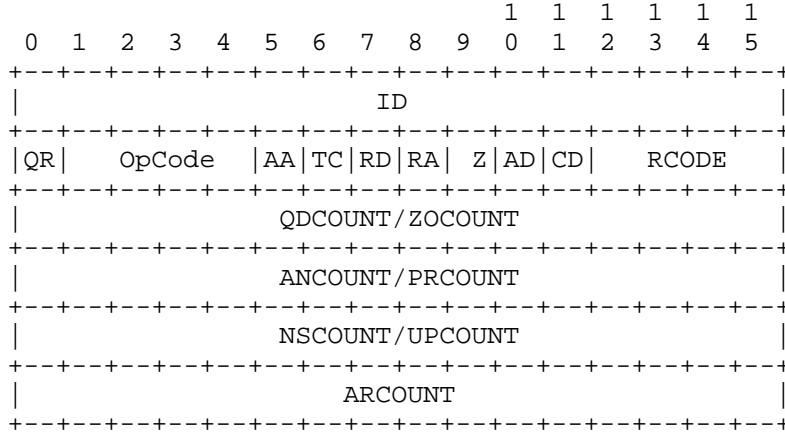 1  1  1  1  1  1
  0  1  2  3  4  5  6  7  8  9  0  1  2  3  4  5
+--+--+--+--+--+--+--+--+--+--+--+--+--+--+--+--+
|                      ID                       |
+--+--+--+--+--+--+--+--+--+--+--+--+--+--+--+--+
|QR|   OpCode  |AA|TC|RD|RA| Z|AD|CD|   RCODE   |
+--+--+--+--+--+--+--+--+--+--+--+--+--+--+--+--+
|                QDCOUNT/ZOCOUNT                |
+--+--+--+--+--+--+--+--+--+--+--+--+--+--+--+--+
|                ANCOUNT/PRCOUNT                |
+--+--+--+--+--+--+--+--+--+--+--+--+--+--+--+--+
|                NSCOUNT/UPCOUNT                |
+--+--+--+--+--+--+--+--+--+--+--+--+--+--+--+--+
|                    ARCOUNT                    |
+--+--+--+--+--+--+--+--+--+--+--+--+--+--+--+--+